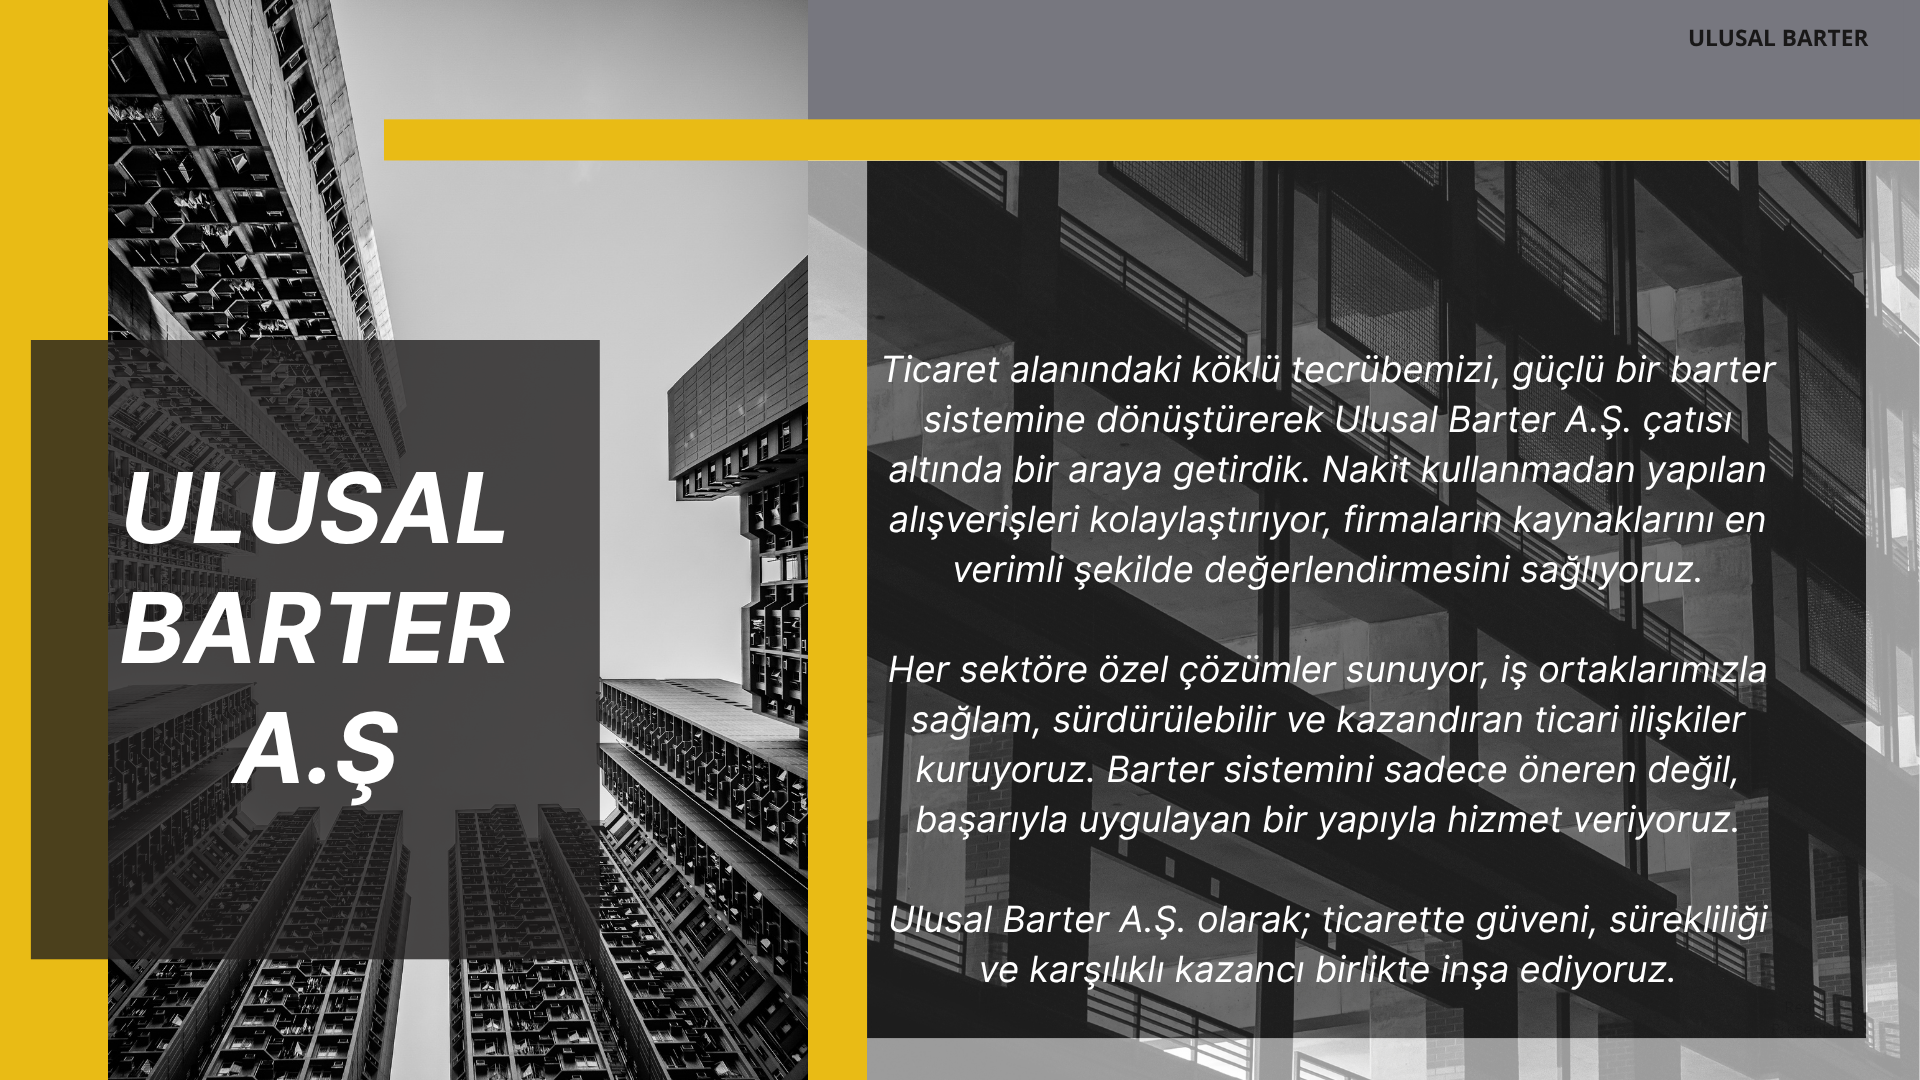 ULUSAL BARTER
ULUSAL
BARTER
A.Ş
Ticaret alanındaki köklü tecrübemizi, güçlü bir barter
sistemine dönüştürerek Ulusal Barter A.Ş. çatısı
altında bir araya getirdik. Nakit kullanmadan yapılan
alışverişleri kolaylaştırıyor, firmaların kaynaklarını en
verimli şekilde değerlendirmesini sağlıyoruz.
Her sektöre özel çözümler sunuyor, iş ortaklarımızla
sağlam, sürdürülebilir ve kazandıran ticari ilişkiler
kuruyoruz. Barter sistemini sadece öneren değil,
başarıyla uygulayan bir yapıyla hizmet veriyoruz.
Ulusal Barter A.Ş. olarak; ticarette güveni, sürekliliği
ve karşılıklı kazancı birlikte inşa ediyoruz.